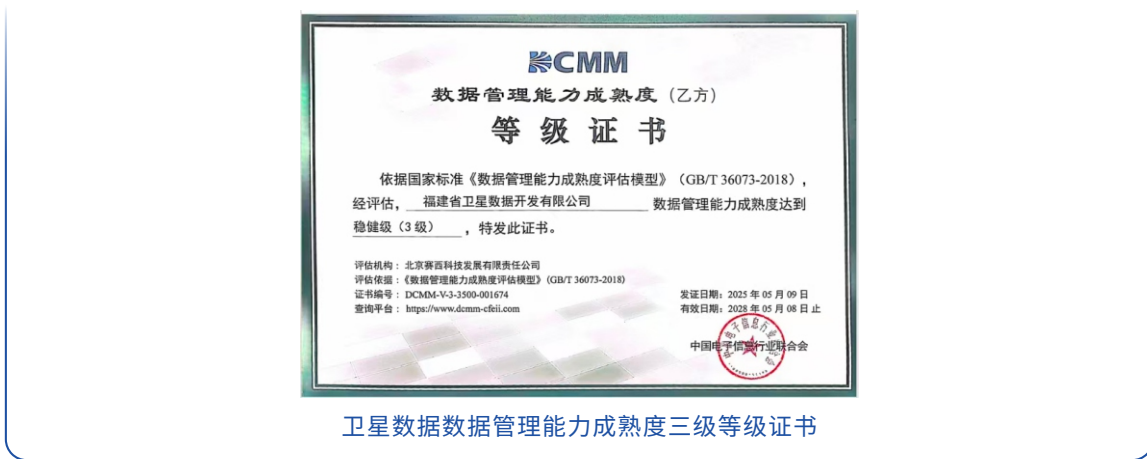 DCMM
数据管理能力成熟度（乙方）
等级证书
依据国家标准《数据管理能力成熟度评估模型》（GB/T 36073-2018），
经评估，福建省卫星数据开发有限公司 数据管理能力成熟度达到
稳健级（3 级），特发此证书。
评估机构：北京赛西科技发展有限责任公司
评估依据：《数据管理能力成熟度评估模型》(GB/T 36073-2018)
证书编号：DCMM-V-3-3500-001674
查询平台：https://www.dcmm-cfeii.com
发证日期：2025 年 05 月 09 日
有效日期：2028 年 05 月 08 日 止
中国电子信息行业联合会
卫星数据数据管理能力成熟度三级等级证书